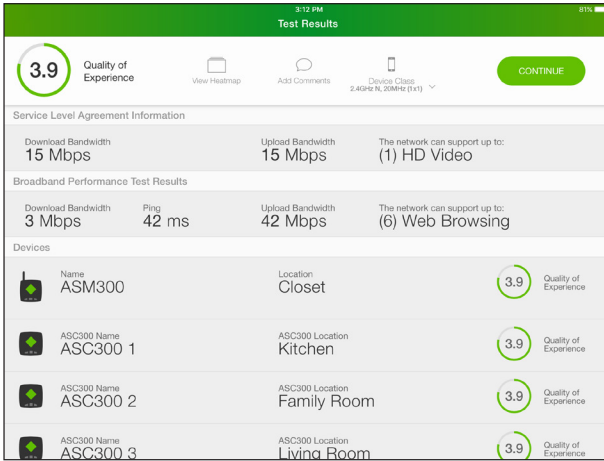 3:12 PM
81%
Test Results
3.9
Quality of
Experience
View Heatmap
Add Comments
Device Class
2.4GHz N, 20MHz (1x1)
CONTINUE
Service Level Agreement Information
Download Bandwidth
15 Mbps
Upload Bandwidth
15 Mbps
The network can support up to:
(1) HD Video
Broadband Performance Test Results
Download Bandwidth
3 Mbps
Ping
42 ms
Upload Bandwidth
42 Mbps
The network can support up to:
(6) Web Browsing
Devices
Name
ASM300
Location
Closet
3.9
Quality of
Experience
ASC300 Name
ASC300 1
ASC300 Location
Kitchen
3.9
Quality of
Experience
ASC300 Name
ASC300 2
ASC300 Location
Family Room
3.9
Quality of
Experience
ASC300 Name
ASC300 3
ASC300 Location
Living Room
3.9
Quality of
Experience